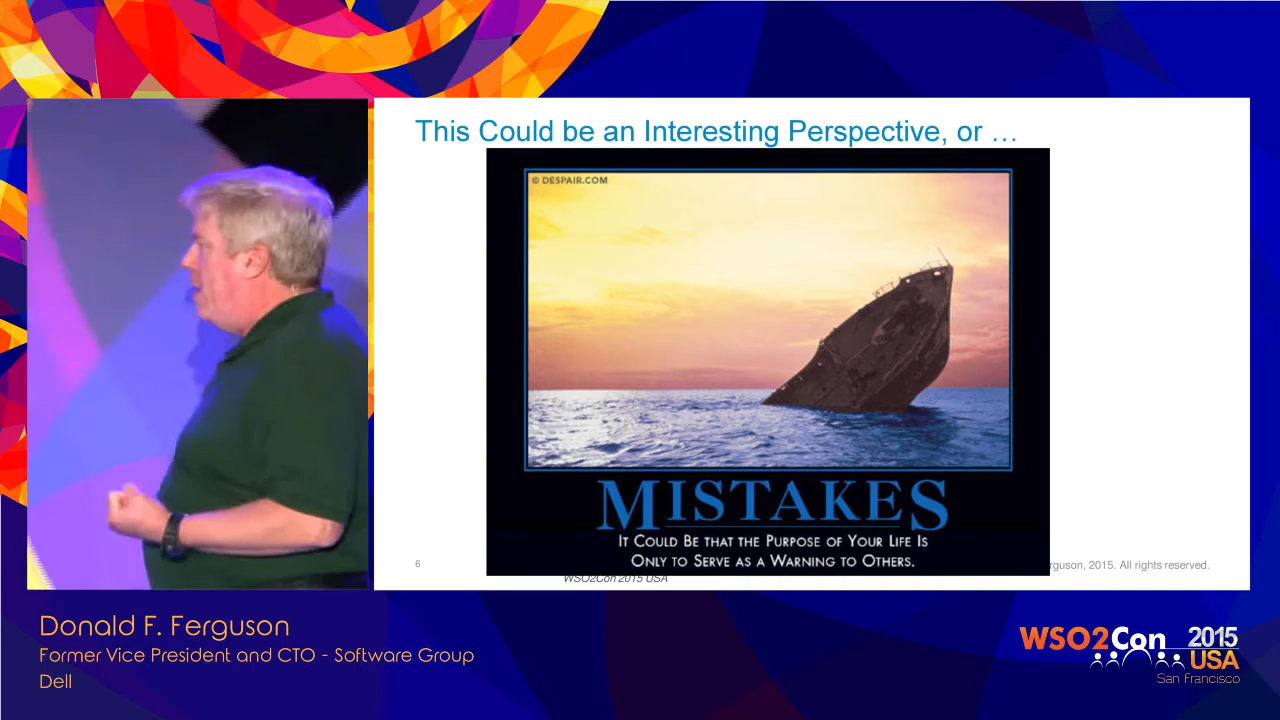 This Could be an Interesting Perspective, or …
© DESPAIR.COM
MISTAKES
IT COULD BE THAT THE PURPOSE OF YOUR LIFE IS
ONLY TO SERVE AS A WARNING TO OTHERS.
6
rguson, 2015. All rights reserved.
WSO2Con 2015 USA
Donald F. Ferguson
Former Vice President and CTO - Software Group
Dell
WSO2Con 2015
USA
San Francisco